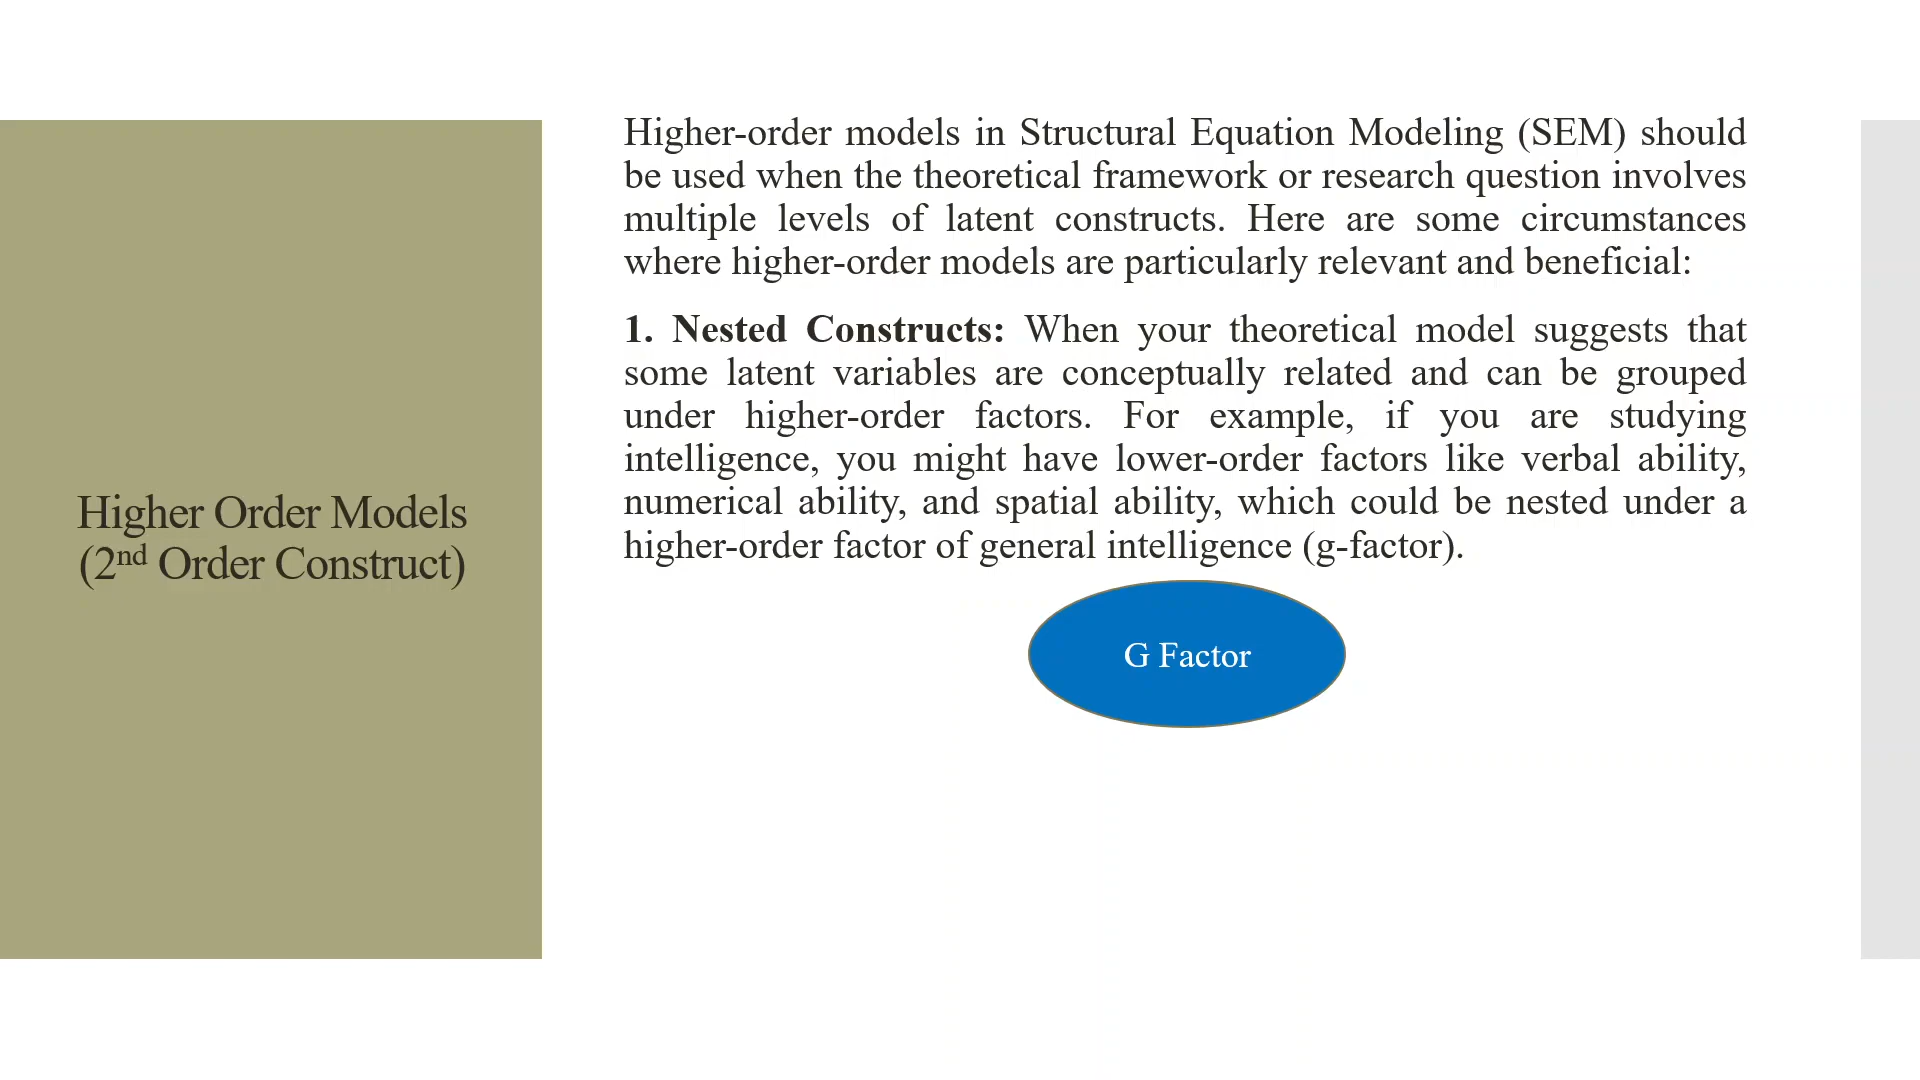 Higher Order Models
(2nd Order Construct)
Higher-order models in Structural Equation Modeling (SEM) should
be used when the theoretical framework or research question involves
multiple levels of latent constructs. Here are some circumstances
where higher-order models are particularly relevant and beneficial:
1. Nested Constructs: When your theoretical model suggests that
some latent variables are conceptually related and can be grouped
under higher-order factors. For example, if you are studying
intelligence, you might have lower-order factors like verbal ability,
numerical ability, and spatial ability, which could be nested under a
higher-order factor of general intelligence (g-factor).
G Factor